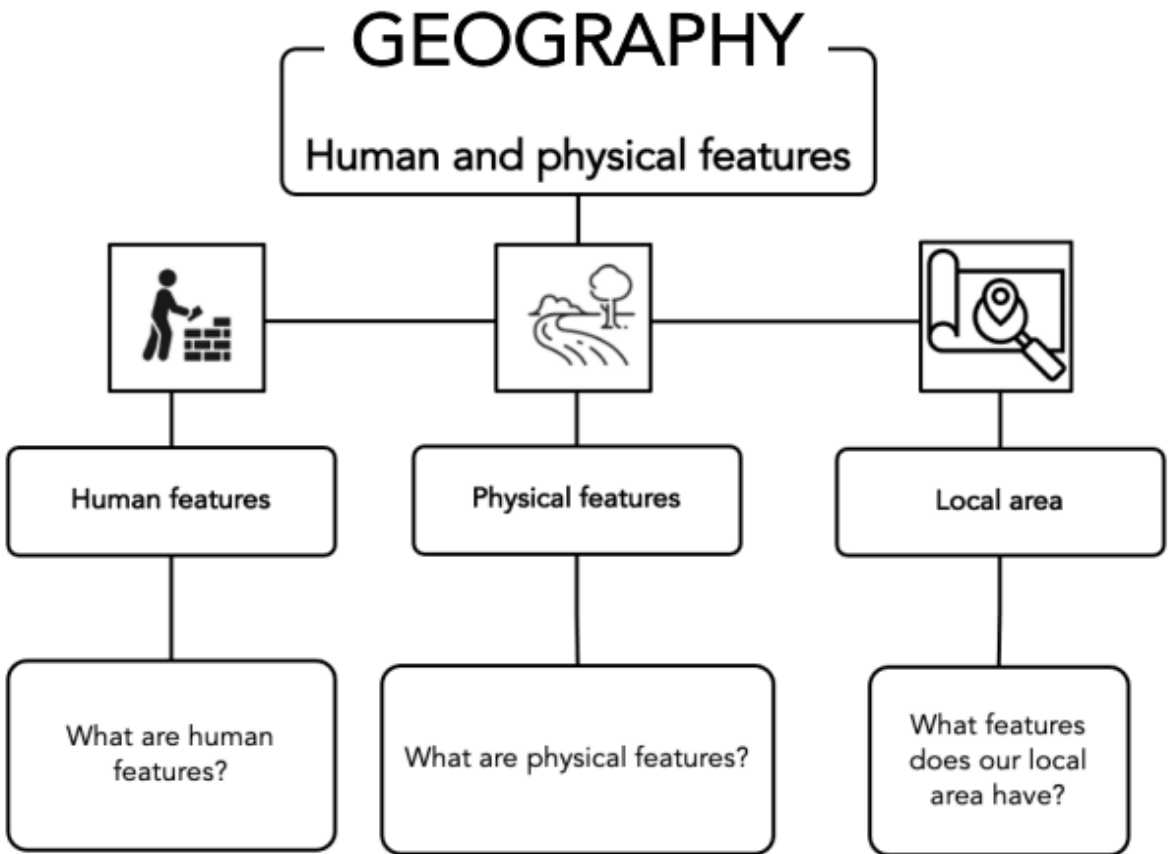 GEOGRAPHY
Human and physical features
Human features
Physical features
Local area
What are human
features?
What are physical features?
What features
does our local
area have?